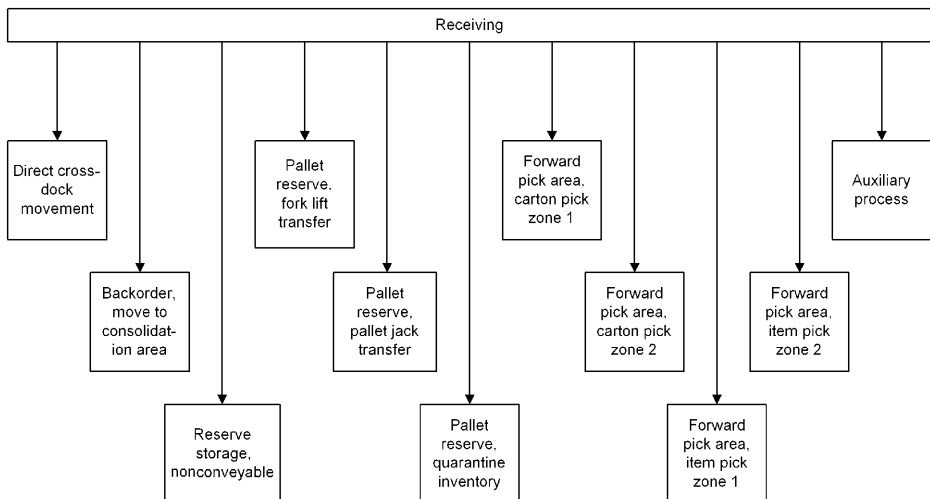 Receiving
Direct cross-
dock
movement
Pallet
reserve,
fork lift
transfer
Forward
pick area,
carton pick
zone 1
Auxiliary
process
Backorder,
move to
consolidat-
ion area
Pallet
reserve,
pallet jack
transfer
Forward
pick area,
carton pick
zone 2
Forward
pick area,
item pick
zone 2
Reserve
storage,
nonconveyable
Pallet
reserve,
quarantine
inventory
Forward
pick area,
item pick
zone 1